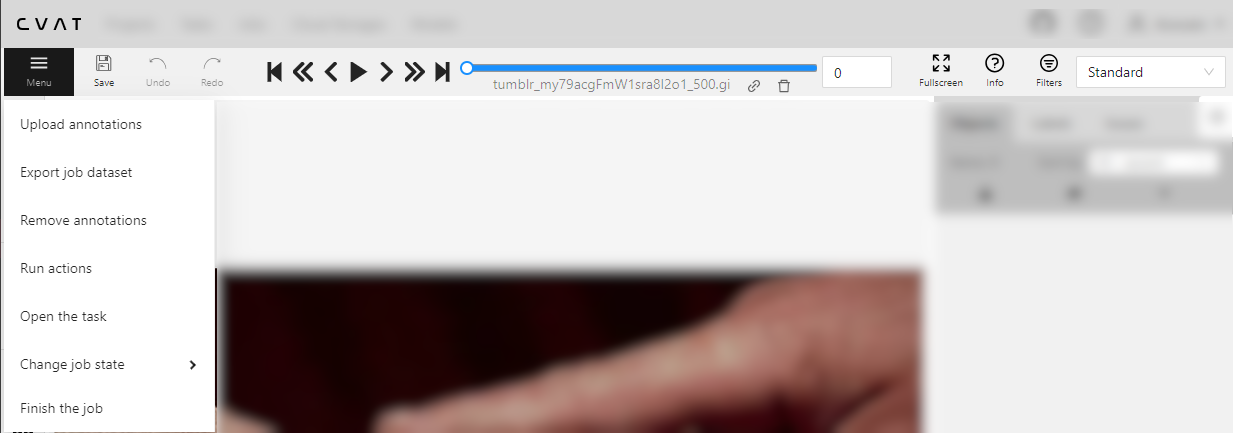 CVAT
Menu Save Undo Redo 0 Fullscreen Info Filters Standard
tumblr_my79acgFmW1sra8l2o1_500.gi
Upload annotations
Export job dataset
Remove annotations
Run actions
Open the task
Change job state
Finish the job